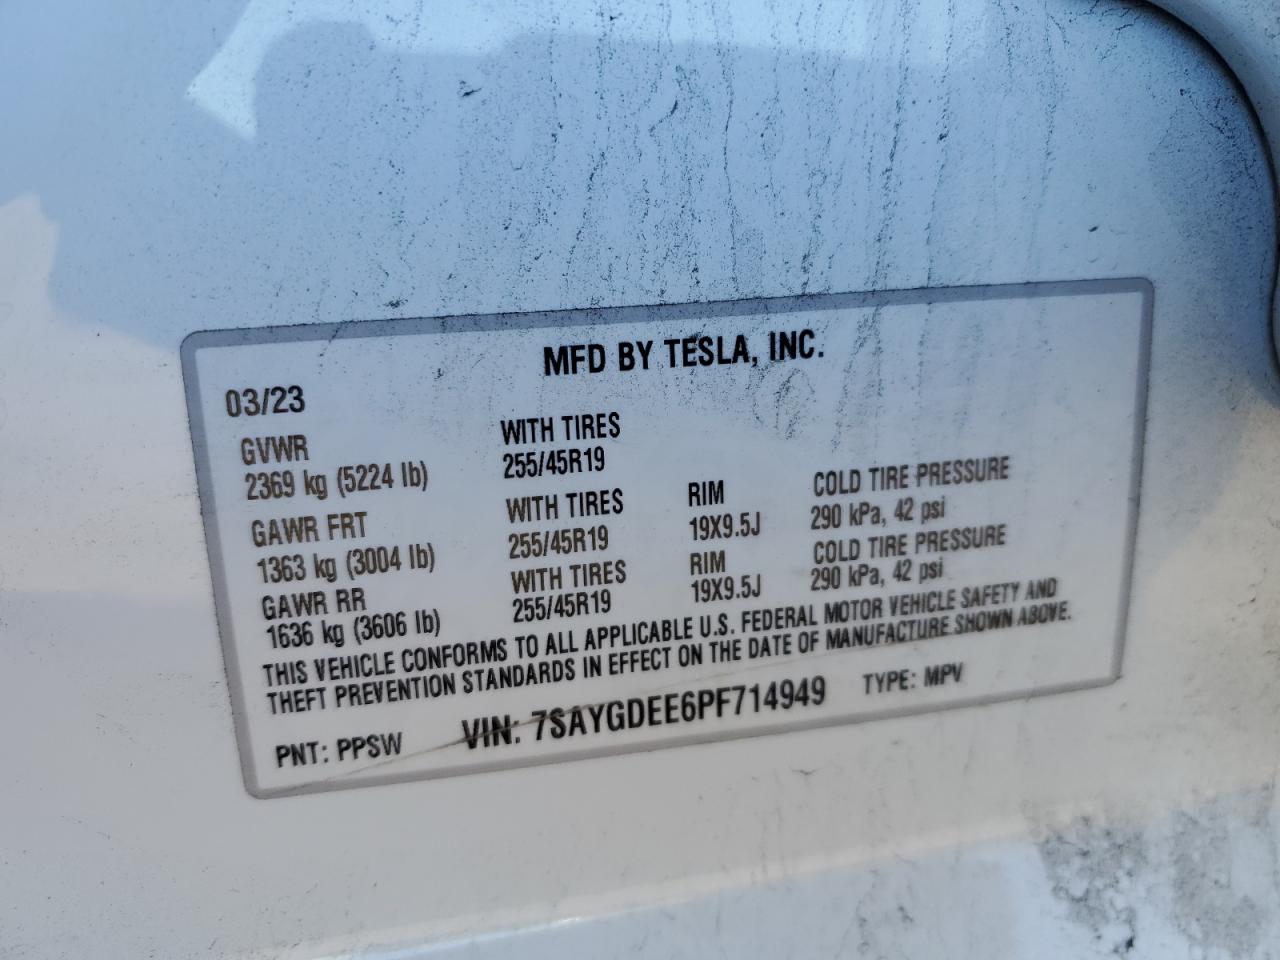 MFD BY TESLA, INC.
03/23
GVWR WITH TIRES
2369 kg (5224 lb) 255/45R19
GAWR FRT WITH TIRES RIM COLD TIRE PRESSURE
1363 kg (3004 lb) 255/45R19 19X9.5J 290 kPa, 42 psi
GAWR RR WITH TIRES RIM COLD TIRE PRESSURE
1636 kg (3606 lb) 255/45R19 19X9.5J 290 kPa, 42 psi
THIS VEHICLE CONFORMS TO ALL APPLICABLE U.S. FEDERAL MOTOR VEHICLE SAFETY AND
THEFT PREVENTION STANDARDS IN EFFECT ON THE DATE OF MANUFACTURE SHOWN ABOVE.
PNT: PPSW VIN: 7SAYGDEE6PF714949 TYPE: MPV